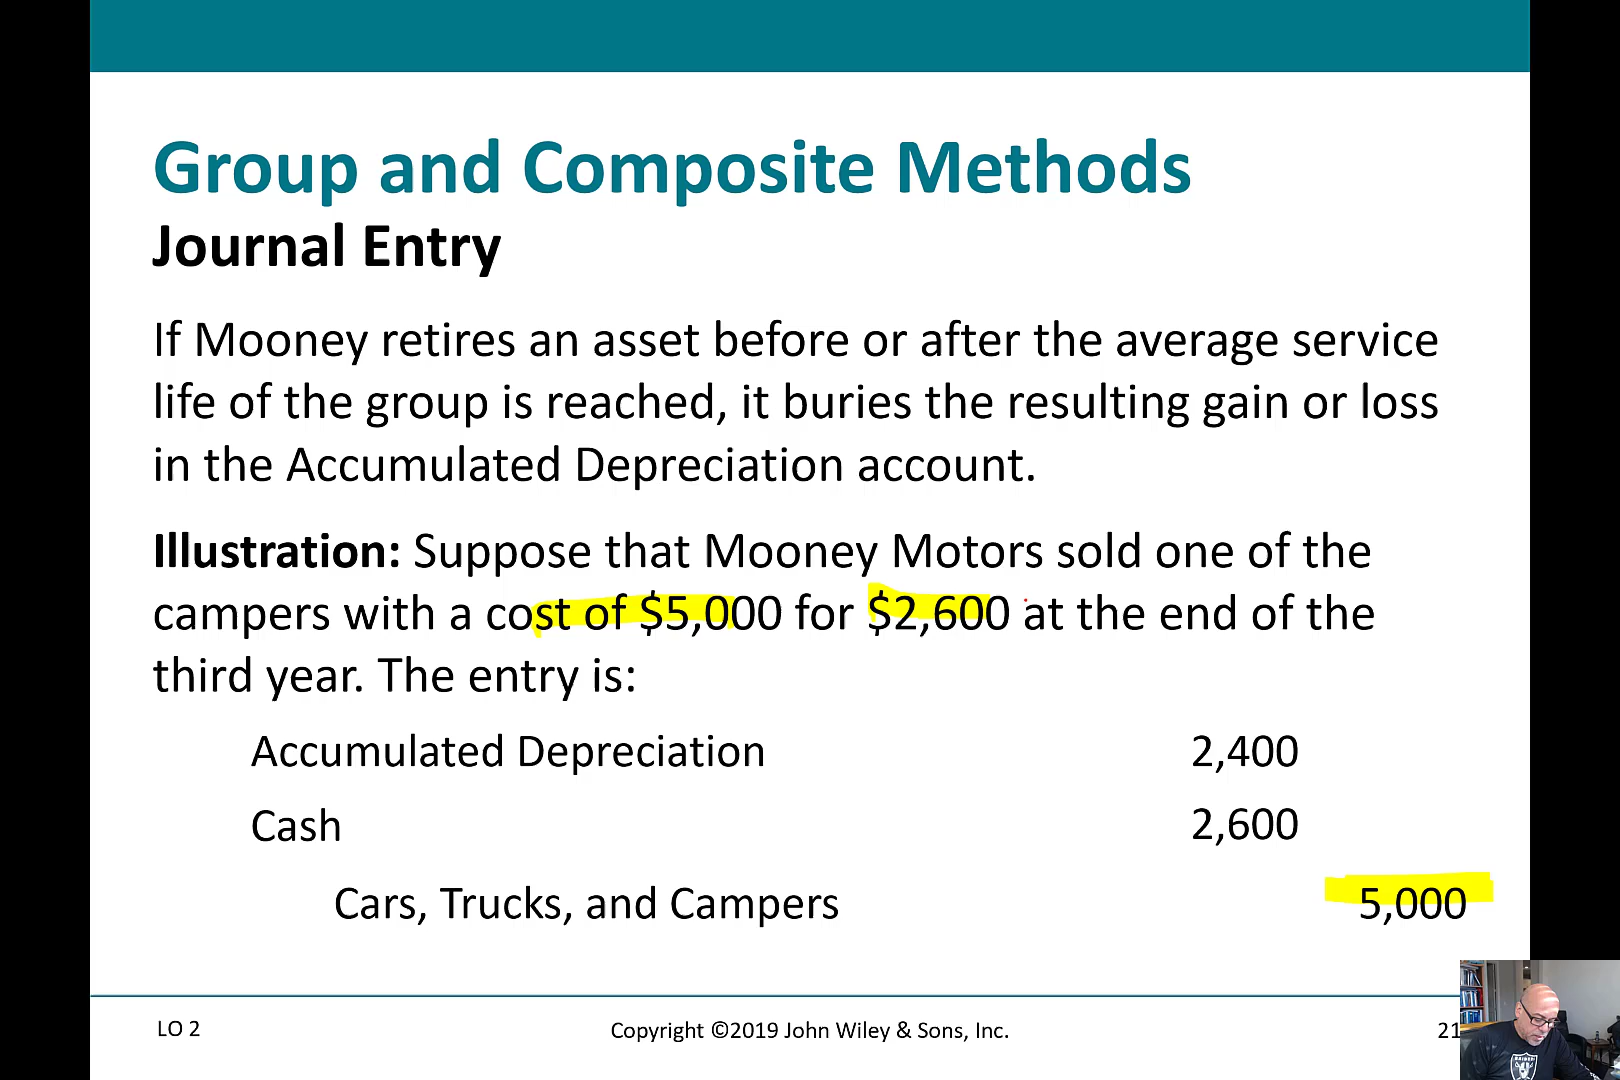 Group and Composite Methods
Journal Entry
If Mooney retires an asset before or after the average service
life of the group is reached, it buries the resulting gain or loss
in the Accumulated Depreciation account.
Illustration: Suppose that Mooney Motors sold one of the
campers with a cost of $5,000 for $2,600 at the end of the
third year. The entry is:
Accumulated Depreciation 2,400
Cash 2,600
Cars, Trucks, and Campers 5,000
LO 2 Copyright ©2019 John Wiley & Sons, Inc. 21
RAIDERS